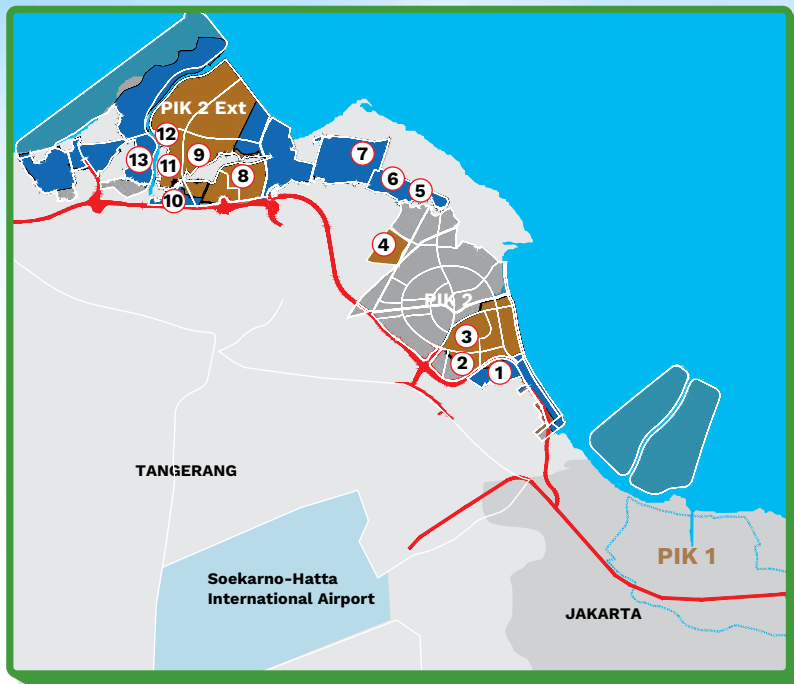 PIK 2 Ext
12
13
11
9
8
10
7
6
5
4
PIK 2
3
2
1
TANGERANG
Soekarno-Hatta
International Airport
PIK 1
JAKARTA